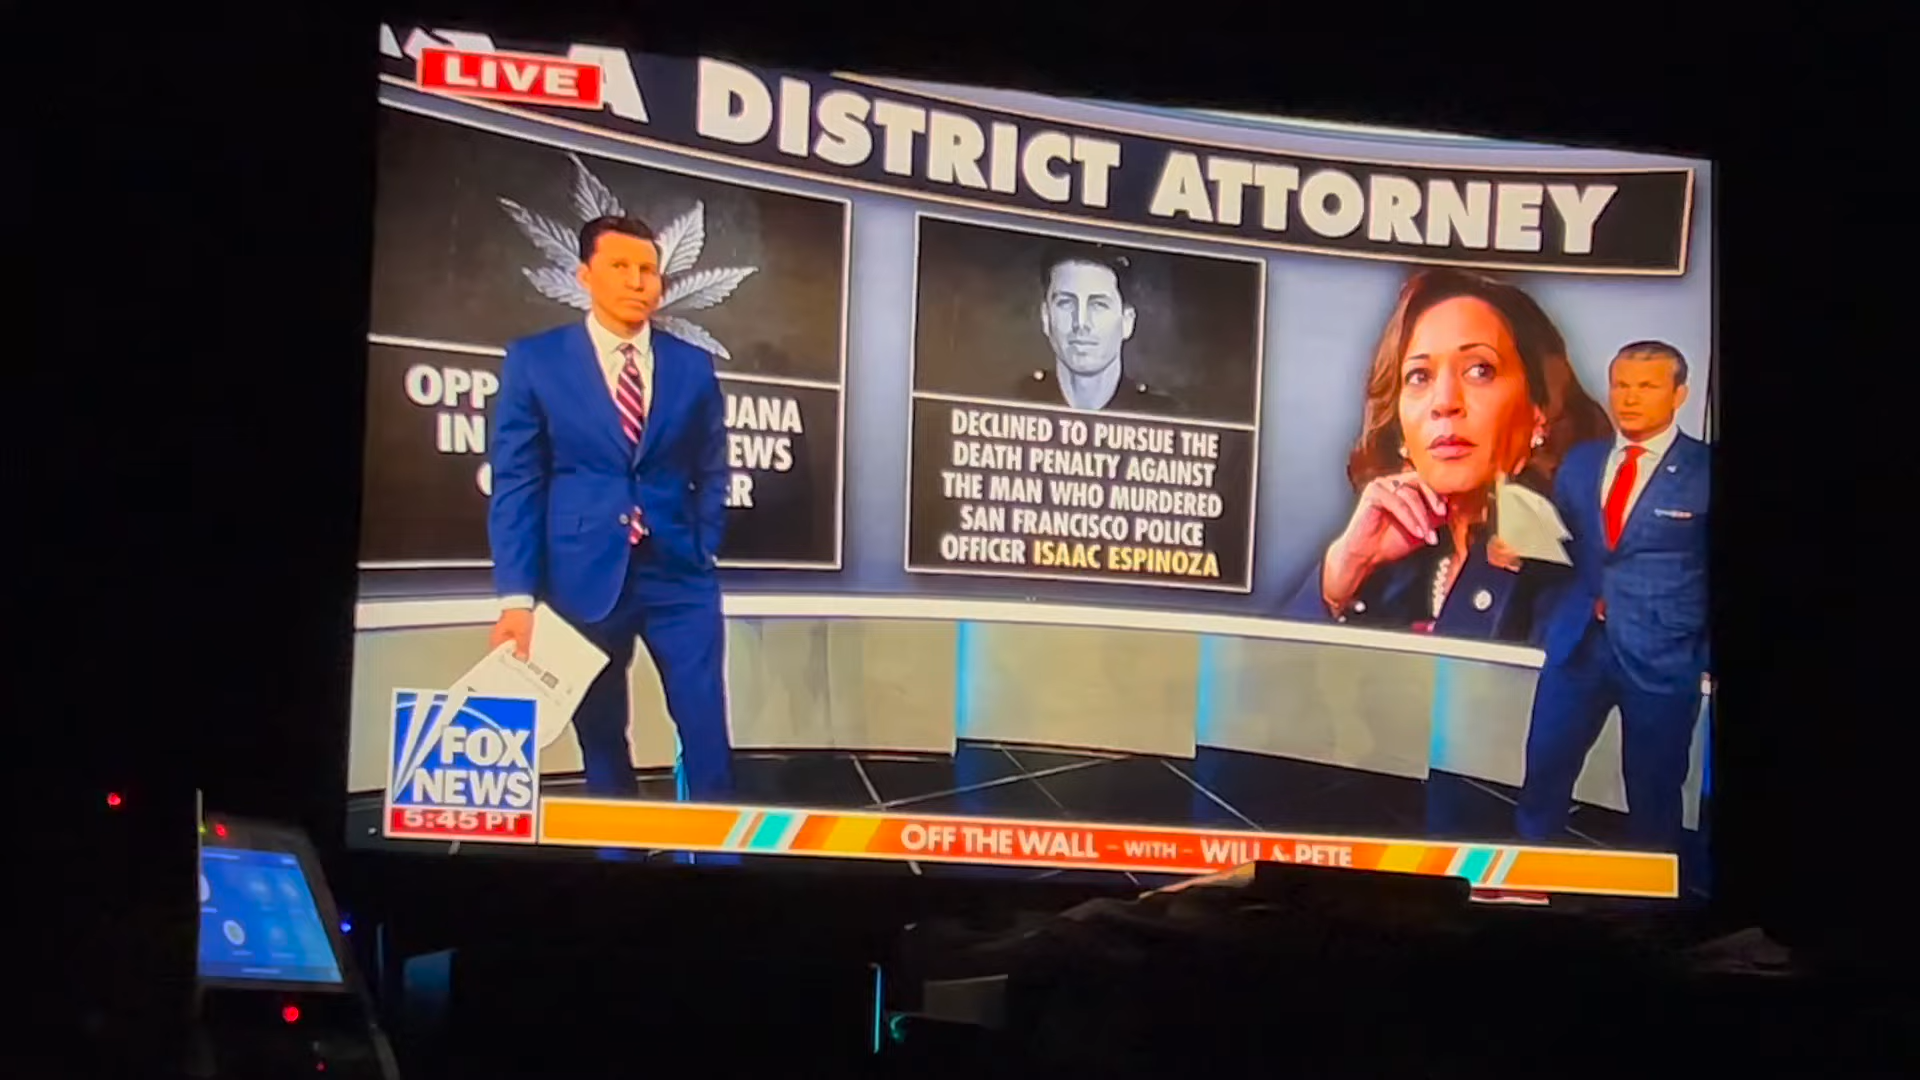 LIVE
A DISTRICT ATTORNEY
OPP JANA
IN EWS
ER
DECLINED TO PURSUE THE
DEATH PENALTY AGAINST
THE MAN WHO MURDERED
SAN FRANCISCO POLICE
OFFICER ISAAC ESPINOZA
FOX
NEWS
5:45 PT
OFF THE WALL - WITH - WILL & PETE